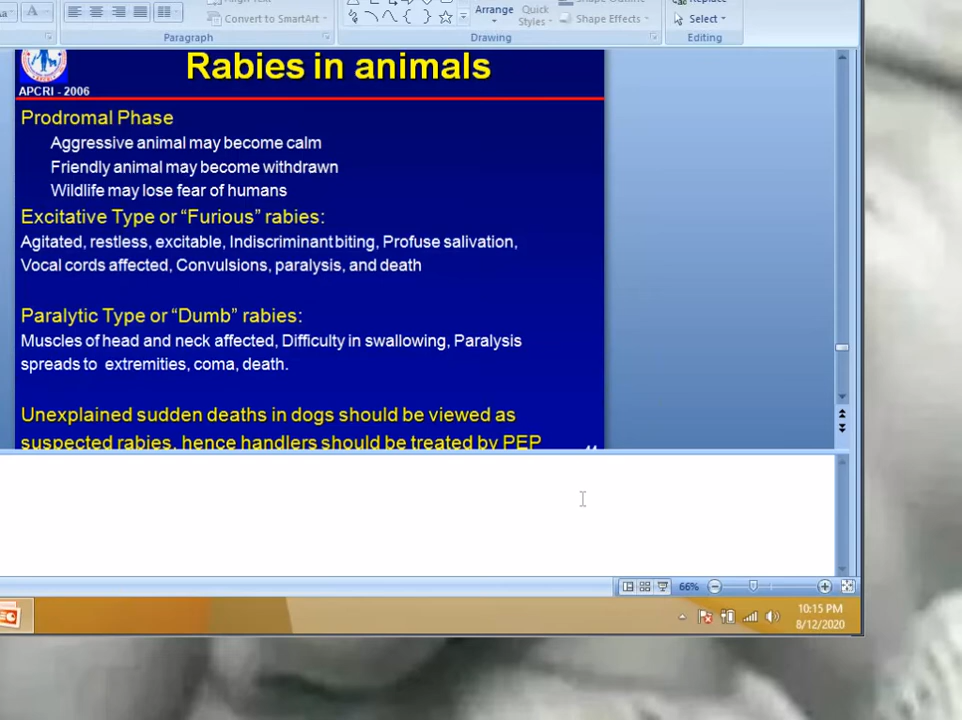 Convert to SmartArt
Arrange
Quick
Styles
Shape Effects
Select
Paragraph
Drawing
Editing
Rabies in animals
APCRI - 2006
Prodromal Phase
Aggressive animal may become calm
Friendly animal may become withdrawn
Wildlife may lose fear of humans
Excitative Type or “Furious” rabies:
Agitated, restless, excitable, Indiscriminant biting, Profuse salivation,
Vocal cords affected, Convulsions, paralysis, and death
Paralytic Type or “Dumb” rabies:
Muscles of head and neck affected, Difficulty in swallowing, Paralysis
spreads to extremities, coma, death.
Unexplained sudden deaths in dogs should be viewed as
suspected rabies, hence handlers should be treated by PEP
66%
10:15 PM
8/12/2020